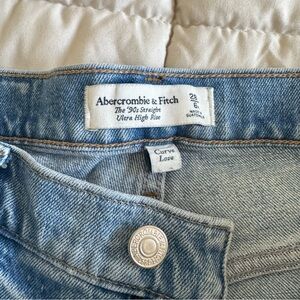 Abercrombie & Fitch
The '90s Straight
Ultra High Rise
Curve
Love